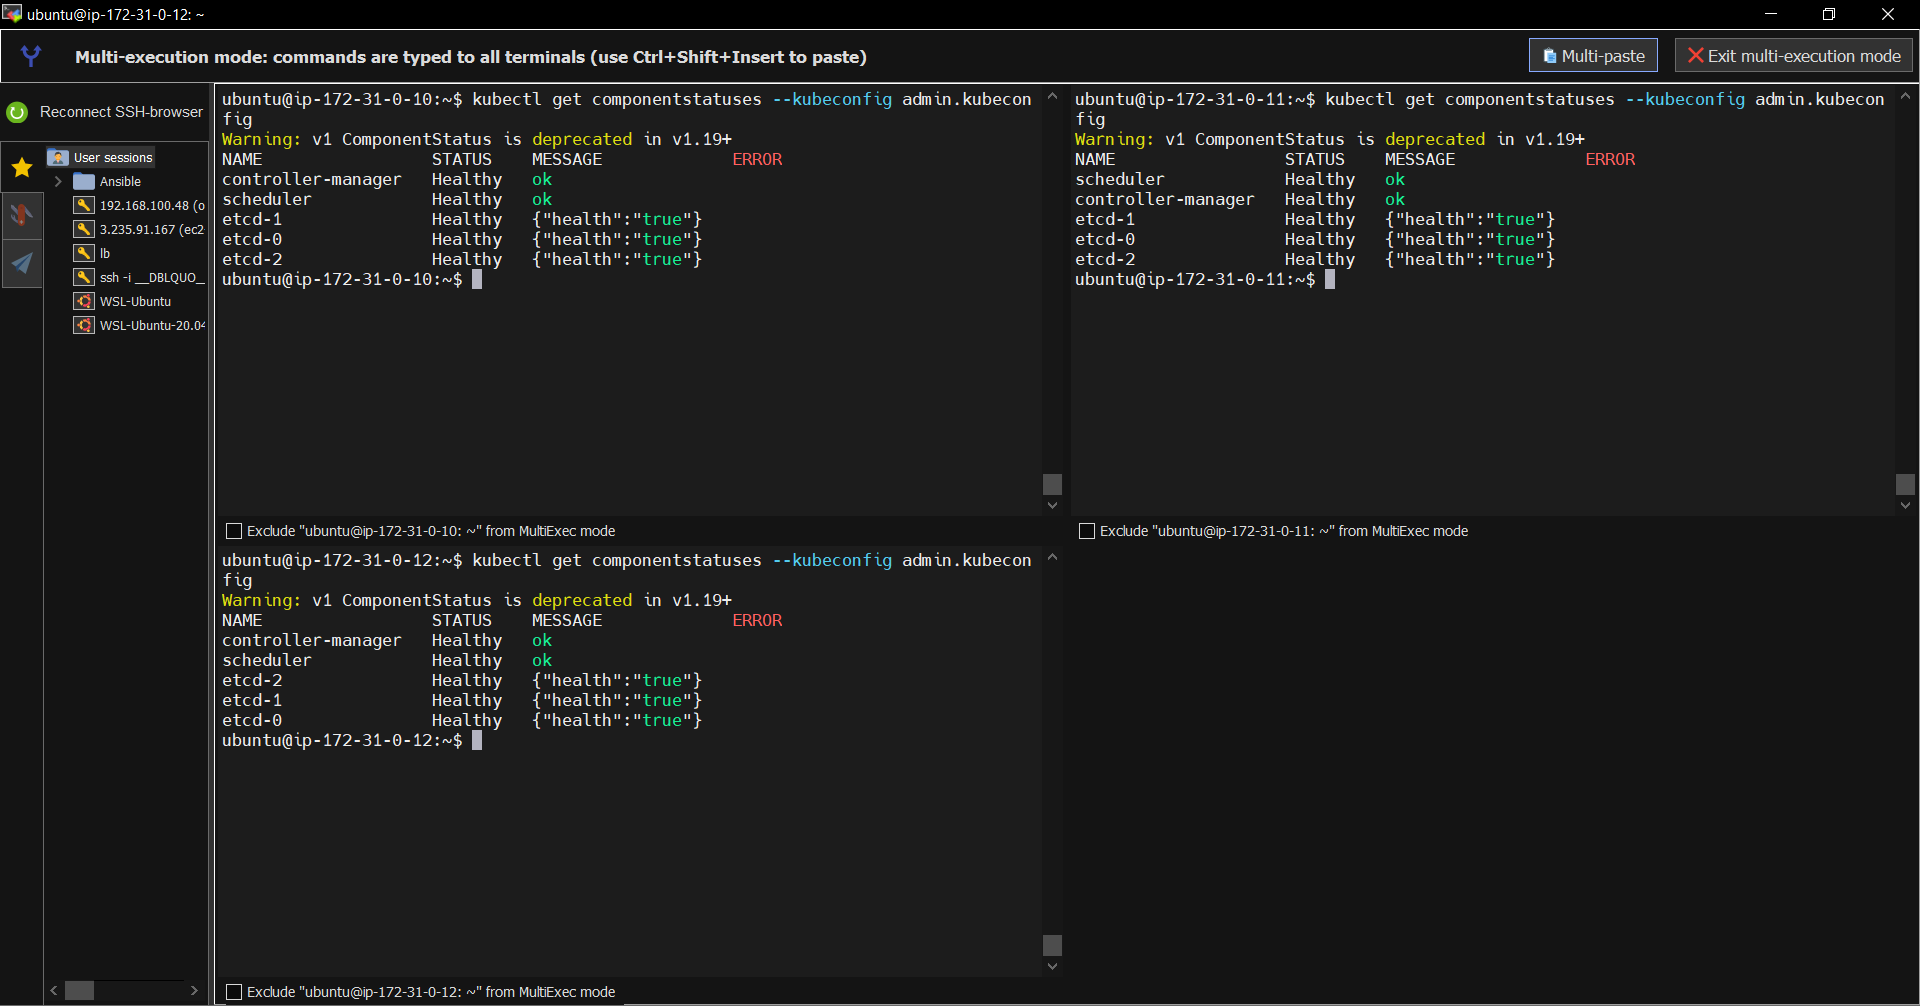 ubuntu@ip-172-31-0-12: ~
Multi-execution mode: commands are typed to all terminals (use Ctrl+Shift+Insert to paste)
Multi-paste
Exit multi-execution mode
Reconnect SSH-browser
User sessions
Ansible
192.168.100.48 (o
3.235.91.167 (ec2
lb
ssh -i __DBLQUO__
WSL-Ubuntu
WSL-Ubuntu-20.04
ubuntu@ip-172-31-0-10:~$ kubectl get componentstatuses --kubeconfig admin.kubecon
fig
Warning: v1 ComponentStatus is deprecated in v1.19+
NAME STATUS MESSAGE ERROR
controller-manager Healthy ok
scheduler Healthy ok
etcd-1 Healthy {"health":"true"}
etcd-0 Healthy {"health":"true"}
etcd-2 Healthy {"health":"true"}
ubuntu@ip-172-31-0-10:~$
Exclude "ubuntu@ip-172-31-0-10: ~" from MultiExec mode
ubuntu@ip-172-31-0-11:~$ kubectl get componentstatuses --kubeconfig admin.kubecon
fig
Warning: v1 ComponentStatus is deprecated in v1.19+
NAME STATUS MESSAGE ERROR
scheduler Healthy ok
controller-manager Healthy ok
etcd-1 Healthy {"health":"true"}
etcd-0 Healthy {"health":"true"}
etcd-2 Healthy {"health":"true"}
ubuntu@ip-172-31-0-11:~$
Exclude "ubuntu@ip-172-31-0-11: ~" from MultiExec mode
ubuntu@ip-172-31-0-12:~$ kubectl get componentstatuses --kubeconfig admin.kubecon
fig
Warning: v1 ComponentStatus is deprecated in v1.19+
NAME STATUS MESSAGE ERROR
controller-manager Healthy ok
scheduler Healthy ok
etcd-2 Healthy {"health":"true"}
etcd-1 Healthy {"health":"true"}
etcd-0 Healthy {"health":"true"}
ubuntu@ip-172-31-0-12:~$
Exclude "ubuntu@ip-172-31-0-12: ~" from MultiExec mode